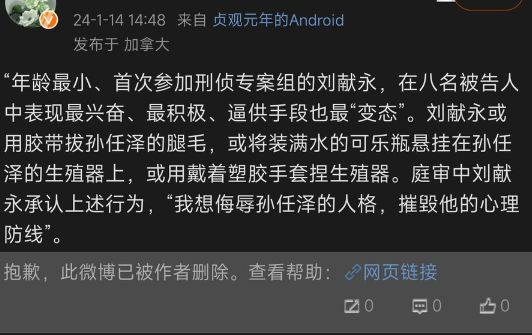 24-1-14 14:48 来自 贞观元年的Android
发布于 加拿大
“年龄最小、首次参加刑侦专案组的刘献永，在八名被告人
中表现最兴奋、最积极、逼供手段也最“变态”。刘献永或
用胶带拔孙任泽的腿毛，或将装满水的可乐瓶悬挂在孙任
泽的生殖器上，或用戴着塑胶手套捏生殖器。庭审中刘献
永承认上述行为，“我想侮辱孙任泽的人格，摧毁他的心理
防线”。
抱歉，此微博已被作者删除。查看帮助： 网页链接
0 0 0